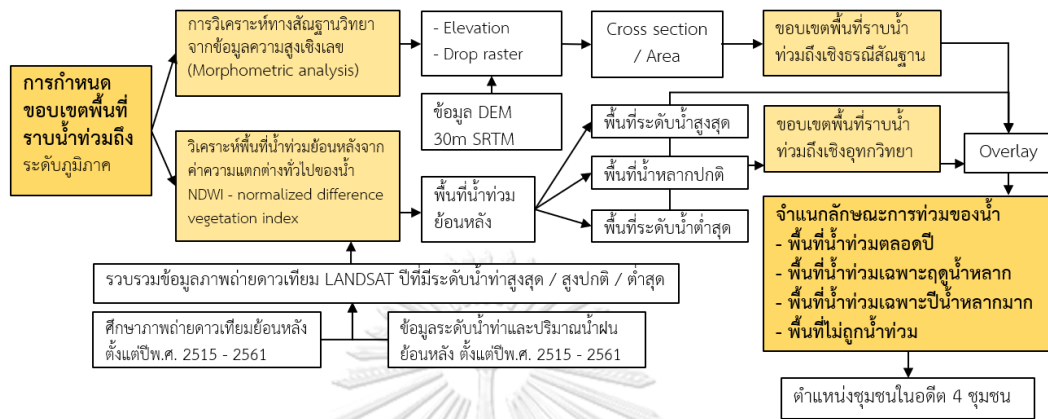 การกำหนด
ขอบเขตพื้นที่
ราบน้ำท่วมถึง
ระดับภูมิภาค
การวิเคราะห์ทางสัณฐานวิทยา
จากข้อมูลความสูงเชิงเลข
(Morphometric analysis)
- Elevation
- Drop raster
Cross section
/ Area
ขอบเขตพื้นที่ราบน้ำ
ท่วมถึงเชิงธรณีสัณฐาน
ข้อมูล DEM
30m SRTM
วิเคราะห์พื้นที่น้ำท่วมย้อนหลังจาก
ค่าความแตกต่างทั่วไปของน้ำ
NDWI - normalized difference
vegetation index
พื้นที่น้ำท่วม
ย้อนหลัง
พื้นที่ระดับน้ำสูงสุด
พื้นที่น้ำหลากปกติ
พื้นที่ระดับน้ำต่ำสุด
ขอบเขตพื้นที่ราบน้ำ
ท่วมถึงเชิงอุทกวิทยา
Overlay
รวบรวมข้อมูลภาพถ่ายดาวเทียม LANDSAT ปีที่มีระดับน้ำท่าสูงสุด / สูงปกติ / ต่ำสุด
ศึกษาภาพถ่ายดาวเทียมย้อนหลัง
ตั้งแต่ปีพ.ศ. 2515 - 2561
ข้อมูลระดับน้ำท่าและปริมาณน้ำฝน
ย้อนหลัง ตั้งแต่ปีพ.ศ. 2515 - 2561
จำแนกลักษณะการท่วมของน้ำ
- พื้นที่น้ำท่วมตลอดปี
- พื้นที่น้ำท่วมเฉพาะฤดูน้ำหลาก
- พื้นที่น้ำท่วมเฉพาะปีน้ำหลากมาก
- พื้นที่ไม่ถูกน้ำท่วม
ตำแหน่งชุมชนในอดีต 4 ชุมชน